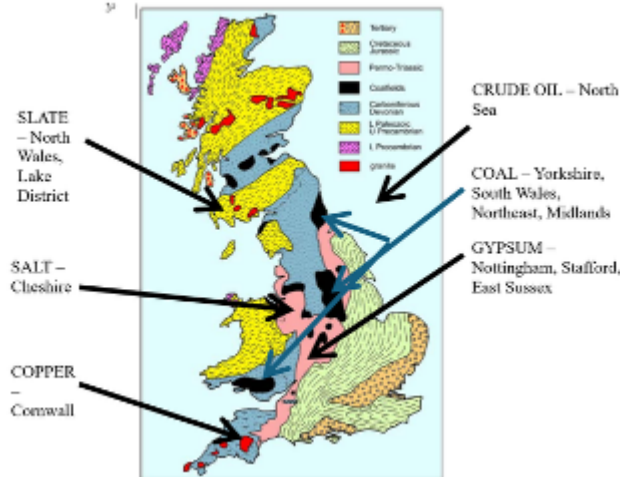 Tertiary
Cretaceous
Jurassic
Permo-Triassic
Coalfields
Carboniferous
Devonian
L Paleozoic
U Precambrian
L Precambrian
granite
SLATE
– North
Wales,
Lake
District
SALT –
Cheshire
COPPER
–
Cornwall
CRUDE OIL – North
Sea
COAL – Yorkshire,
South Wales,
Northeast, Midlands
GYPSUM –
Nottingham, Stafford,
East Sussex